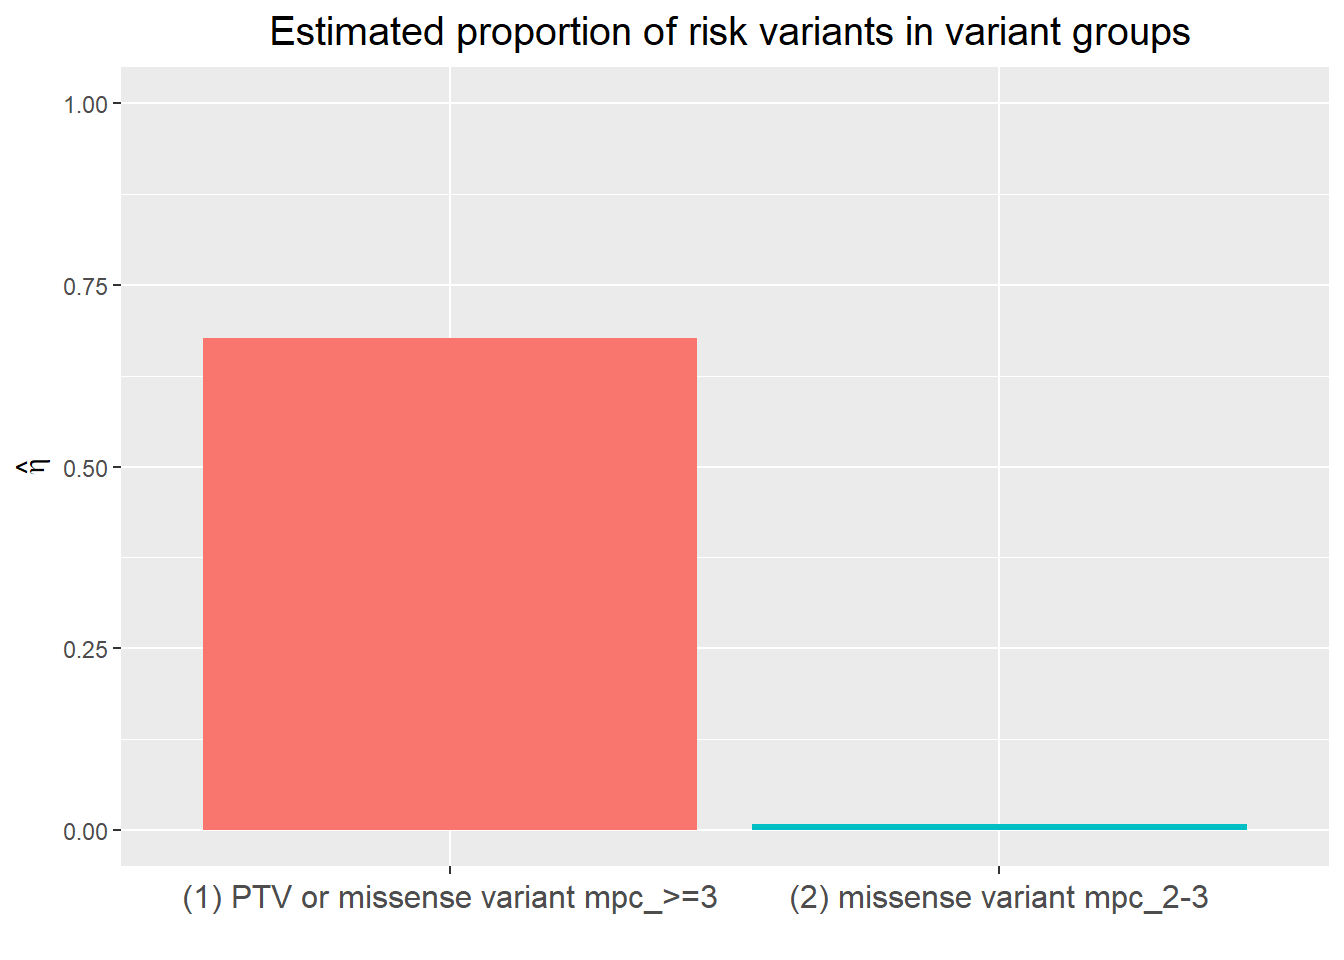 Estimated proportion of risk variants in variant groups
1.00
0.75
0.50
0.25
0.00
η̂
(1) PTV or missense variant mpc_>=3
(2) missense variant mpc_2-3